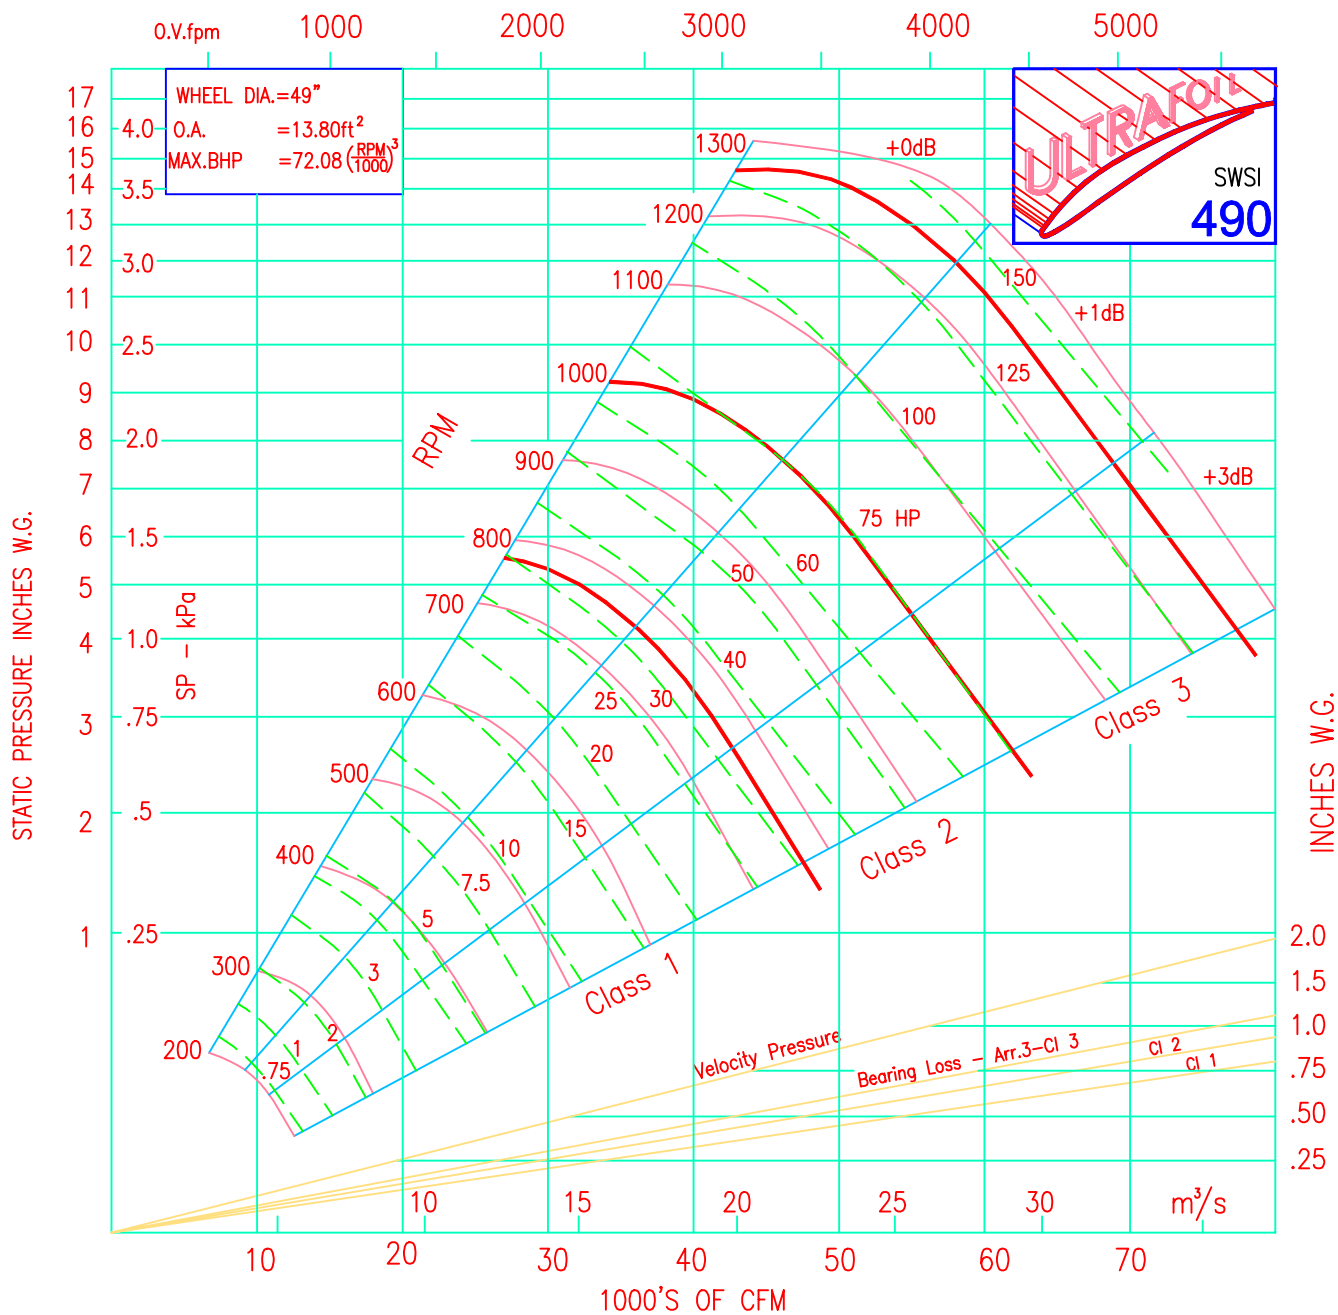 O.V.fpm 1000 2000 3000 4000 5000
WHEEL DIA.=49"
O.A. =13.80ft²
MAX.BHP =72.08(RPM/1000)³
ULTRAFOIL
SWSI
490
17
16
15
14
13
12
11
10
9
8
7
6
5
4
3
2
1
STATIC PRESSURE INCHES W.G.
4.0
3.5
3.0
2.5
2.0
1.5
1.0
.75
.5
.25
SP - kPa
RPM
1300
1200
1100
1000
900
800
700
600
500
400
300
200
+0dB
+1dB
+3dB
150
125
100
75 HP
60
50
40
30
25
20
15
10
7.5
5
3
2
1
.75
Class 3
Class 2
Class 1
Velocity Pressure
Bearing Loss - Arr.3-Cl 3
Cl 2
Cl 1
INCHES W.G.
2.0
1.5
1.0
.75
.50
.25
10 15 20 25 30 m³/s
10 20 30 40 50 60 70
1000'S OF CFM